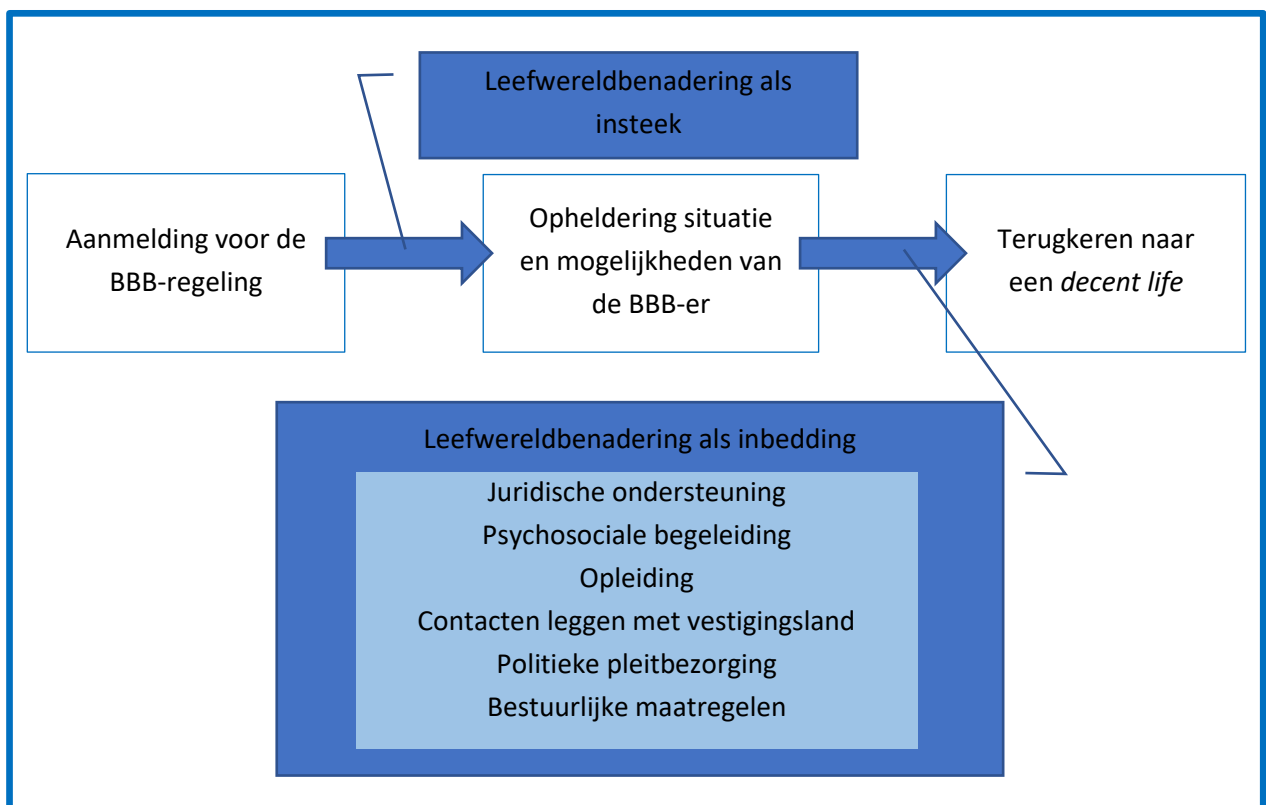 Leefwereldbenadering als
insteek
Aanmelding voor de
BBB-regeling
Opheldering situatie
en mogelijkheden van
de BBB-er
Terugkeren naar
een decent life
Leefwereldbenadering als inbedding
Juridische ondersteuning
Psychosociale begeleiding
Opleiding
Contacten leggen met vestigingsland
Politieke pleitbezorging
Bestuurlijke maatregelen